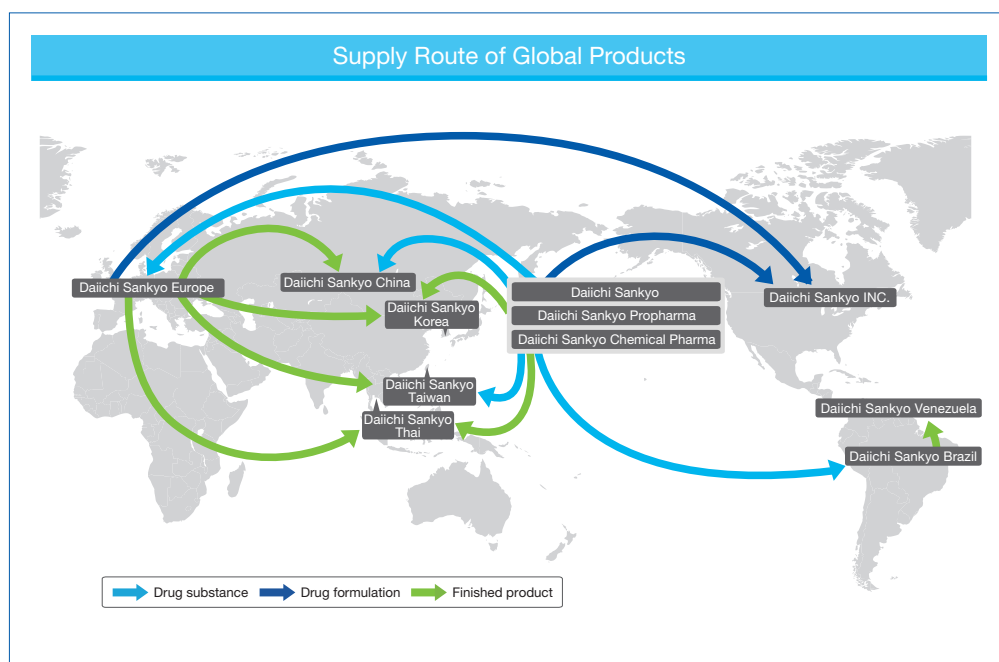 Supply Route of Global Products
Daiichi Sankyo Europe
Daiichi Sankyo China
Daiichi Sankyo
Korea
Daiichi Sankyo
Taiwan
Daiichi Sankyo
Thai
Daiichi Sankyo
Daiichi Sankyo Propharma
Daiichi Sankyo Chemical Pharma
Daiichi Sankyo INC.
Daiichi Sankyo Venezuela
Daiichi Sankyo Brazil
Drug substance
Drug formulation
Finished product